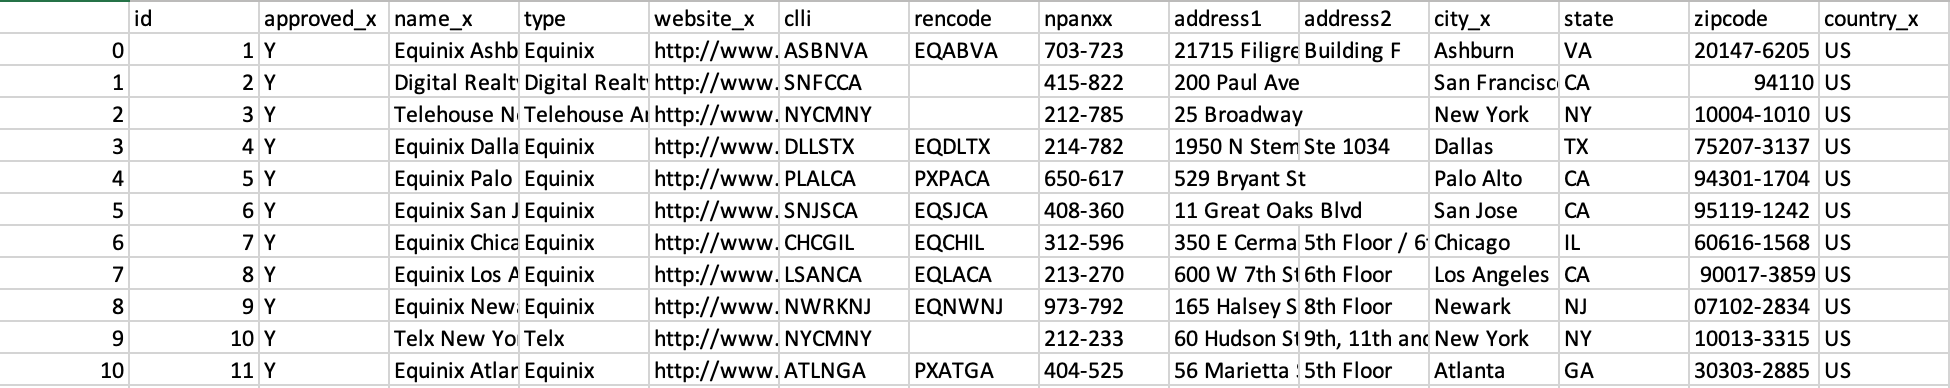 id approved_x name_x type website_x clli rencode npanxx address1 address2 city_x state zipcode country_x
0 1 Y Equinix Ashb Equinix http://www. ASBNVA EQABVA 703-723 21715 Filigre Building F Ashburn VA 20147-6205 US
1 2 Y Digital Realt Digital Realt http://www. SNFCCA 415-822 200 Paul Ave San Francisc CA 94110 US
2 3 Y Telehouse N Telehouse A http://www. NYCMNY 212-785 25 Broadway New York NY 10004-1010 US
3 4 Y Equinix Dalla Equinix http://www. DLLSTX EQDLTX 214-782 1950 N Stem Ste 1034 Dallas TX 75207-3137 US
4 5 Y Equinix Palo Equinix http://www. PLALCA PXPACA 650-617 529 Bryant St Palo Alto CA 94301-1704 US
5 6 Y Equinix San J Equinix http://www. SNJSCA EQSJCA 408-360 11 Great Oaks Blvd San Jose CA 95119-1242 US
6 7 Y Equinix Chica Equinix http://www. CHCGIL EQCHIL 312-596 350 E Cerma 5th Floor / 6 Chicago IL 60616-1568 US
7 8 Y Equinix Los A Equinix http://www. LSANCA EQLACA 213-270 600 W 7th St 6th Floor Los Angeles CA 90017-3859 US
8 9 Y Equinix New Equinix http://www. NWRKNJ EQNWNJ 973-792 165 Halsey S 8th Floor Newark NJ 07102-2834 US
9 10 Y Telx New Yo Telx http://www. NYCMNY 212-233 60 Hudson St 9th, 11th and New York NY 10013-3315 US
10 11 Y Equinix Atlan Equinix http://www. ATLNGA PXATGA 404-525 56 Marietta 5th Floor Atlanta GA 30303-2885 US